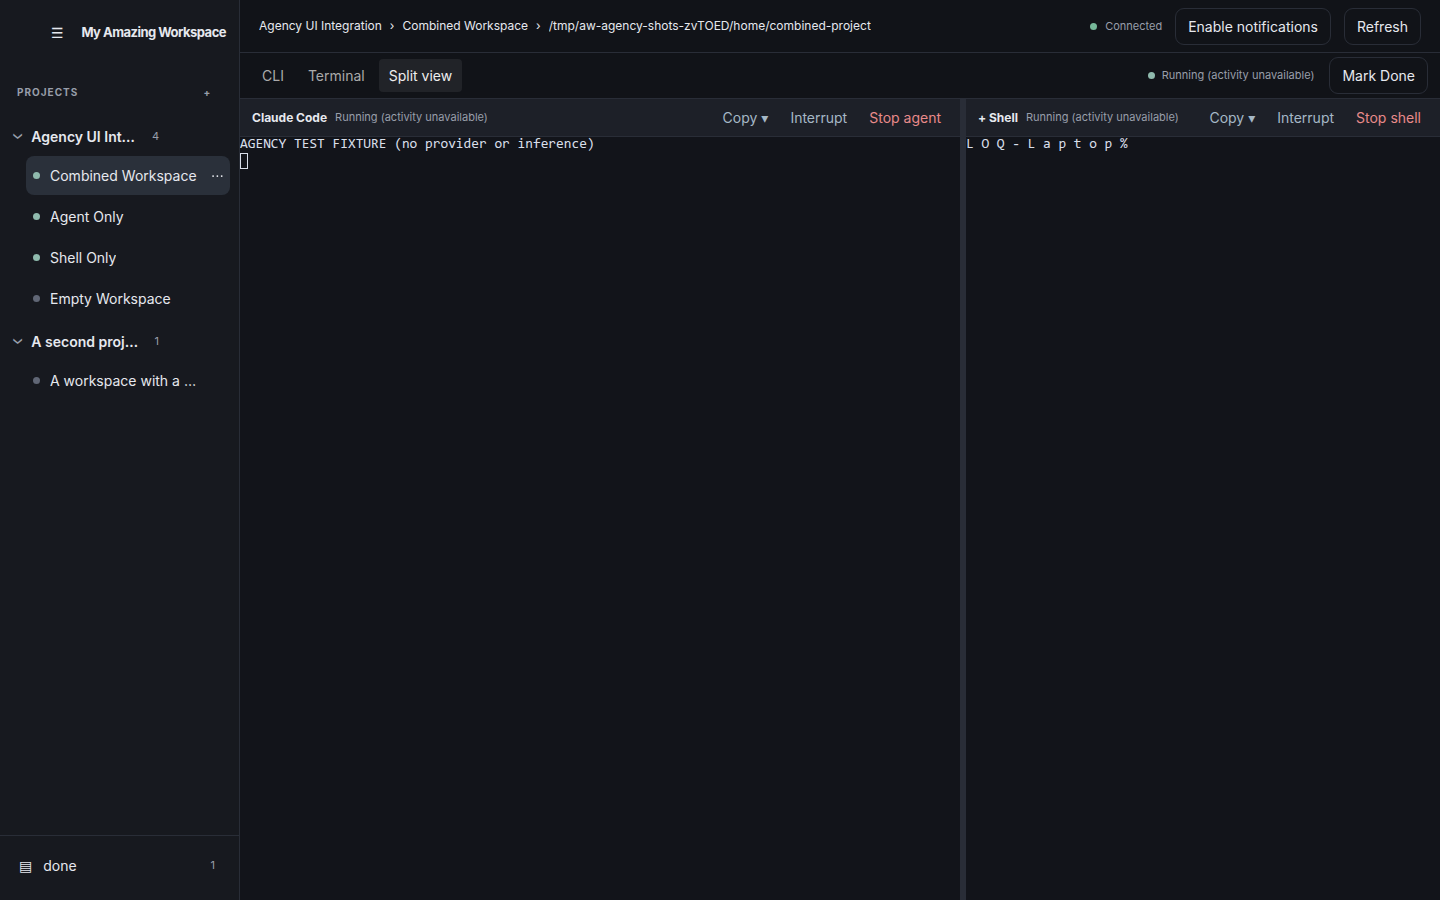 ☰ My Amazing Workspace
PROJECTS +
Agency UI Int... 4
Combined Workspace ...
Agent Only
Shell Only
Empty Workspace
A second proj... 1
A workspace with a ...
done 1
Agency UI Integration › Combined Workspace › /tmp/aw-agency-shots-zvTOED/home/combined-project
Connected Enable notifications Refresh
CLI Terminal Split view
Running (activity unavailable) Mark Done
Claude Code Running (activity unavailable) Copy ▾ Interrupt Stop agent
AGENCY TEST FIXTURE (no provider or inference)
+ Shell Running (activity unavailable) Copy ▾ Interrupt Stop shell
L O Q - L a p t o p %